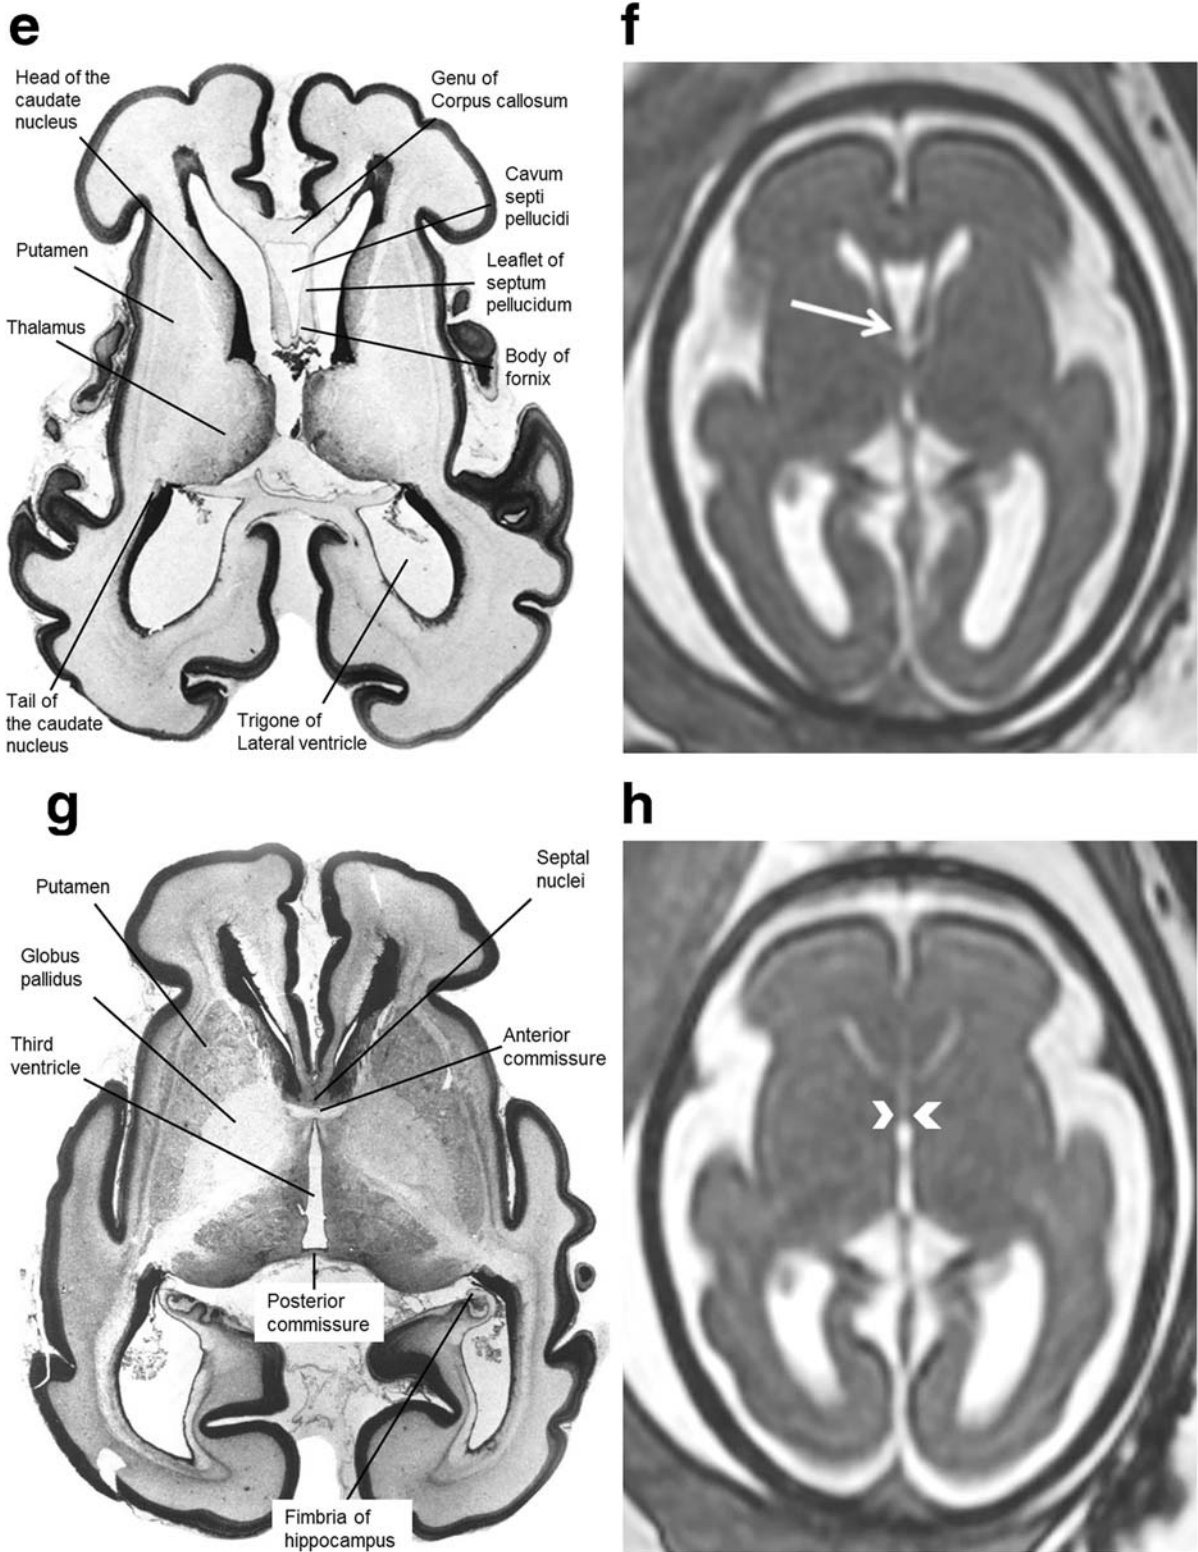 e
Head of the
caudate
nucleus
Genu of
Corpus callosum
Cavum
septi
pellucidi
Putamen
Leaflet of
septum
pellucidum
Thalamus
Body of
fornix
Tail of
the caudate
nucleus
Trigone of
Lateral ventricle
f
g
Putamen
Septal
nuclei
Globus
pallidus
Third
ventricle
Anterior
commissure
Posterior
commissure
Fimbria of
hippocampus
h